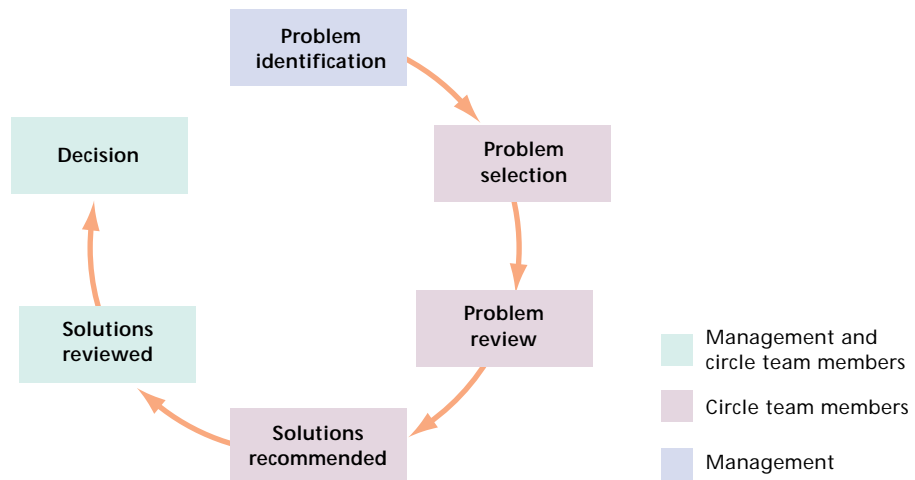 Problem
identification
Problem
selection
Problem
review
Solutions
recommended
Solutions
reviewed
Decision
Management and
circle team members
Circle team members
Management